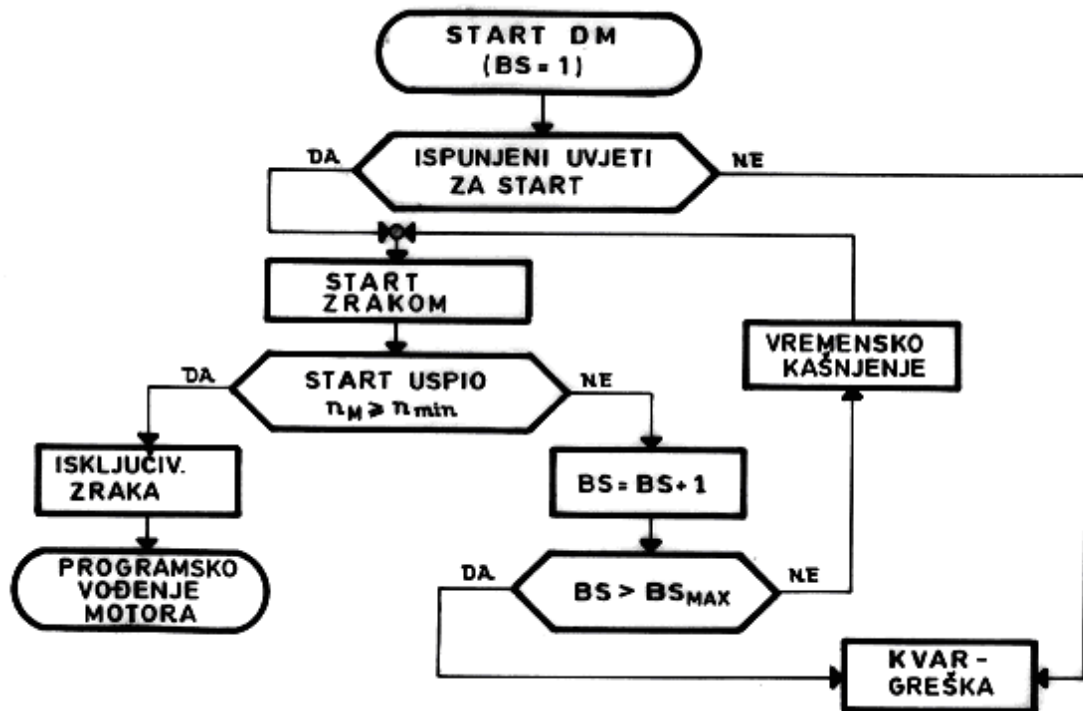 START DM
(BS = 1)
ISPUNJENI UVJETI
ZA START
DA
NE
START
ZRAKOM
START USPIO
n_M ≥ n_min
DA
NE
VREMENSKO
KAŠNJENJE
ISKLJUČIV.
ZRAKA
BS = BS + 1
PROGRAMSKO
VOĐENJE
MOTORA
BS > BS_MAX
DA
NE
KVAR -
GREŠKA